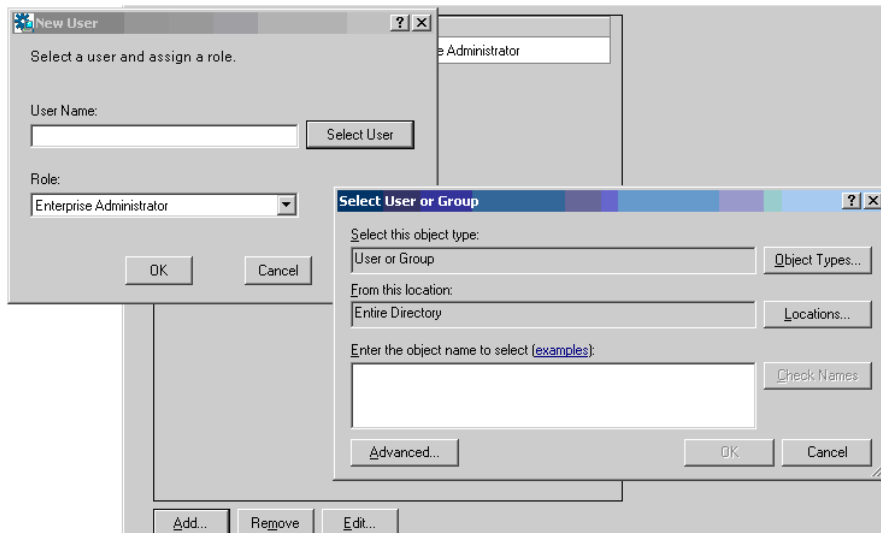 New User
Select a user and assign a role.
User Name:
Select User
Role:
Enterprise Administrator
OK
Cancel
e Administrator
Select User or Group
Select this object type:
User or Group
Object Types...
From this location:
Entire Directory
Locations...
Enter the object name to select (examples):
Check Names
Advanced...
OK
Cancel
Add...
Remove
Edit...